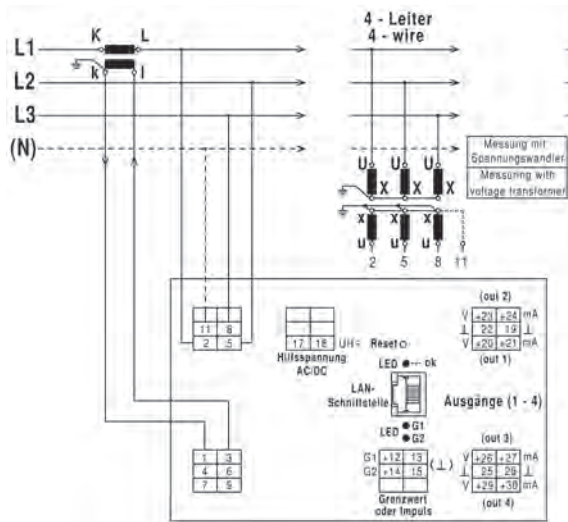 4 - Leiter
4 - wire
K L
L1
k l
L2
L3
(N)
Messung mit
Spannungswandler
Measuring with
voltage transformer
U U U
X X X
x x x
u u u
2 5 8 11
(out 2)
11 8
2 5
17 18 UH= Reset
Hilfsspannung
AC/DC
V +23 +24 mA
⊥ 22 19 ⊥
V +20 +21 mA
(out 1)
LED ok
LAN-
Schnittstelle
Ausgänge (1 - 4)
LED G1
G2
(out 3)
1 3
4 6
7 9
G1 +12 13
G2 +14 15
(⊥)
Grenzwert
oder Impuls
V +26 +27 mA
⊥ 25 28 ⊥
V +29 +30 mA
(out 4)